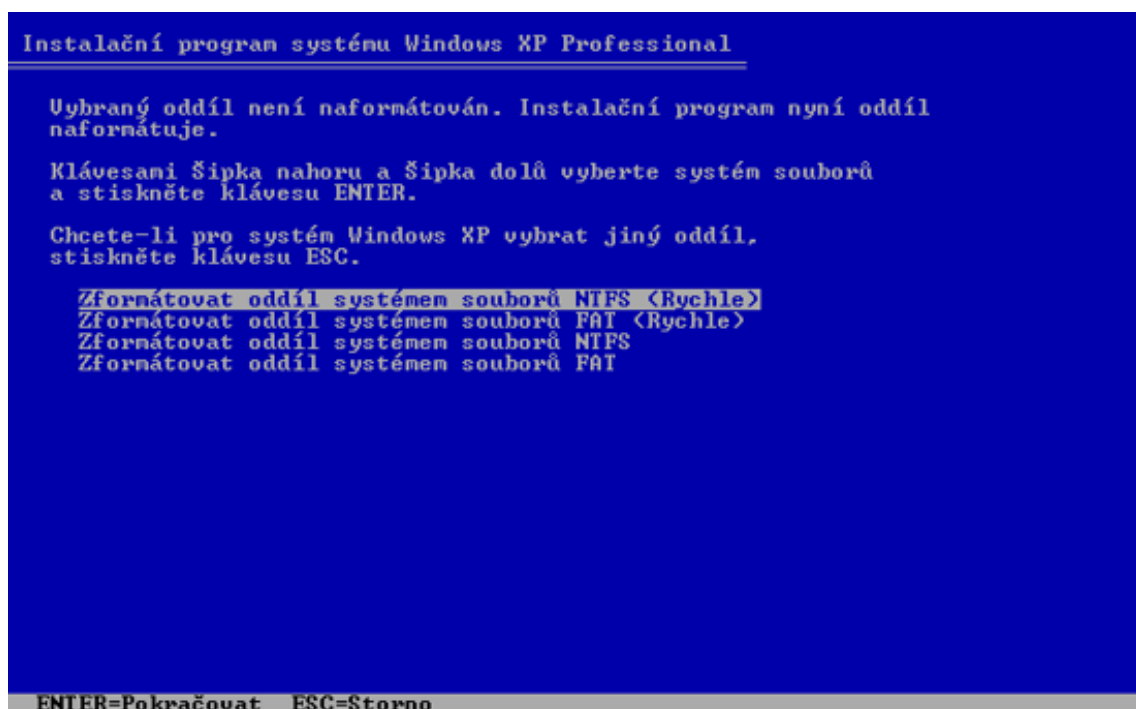 Instalační program systému Windows XP Professional
Vybraný oddíl není naformátován. Instalační program nyní oddíl
naformátuje.
Klávesami Šipka nahoru a Šipka dolů vyberte systém souborů
a stiskněte klávesu ENTER.
Chcete-li pro systém Windows XP vybrat jiný oddíl,
stiskněte klávesu ESC.
Zformátovat oddíl systémem souborů NTFS (Rychle)
Zformátovat oddíl systémem souborů FAT (Rychle)
Zformátovat oddíl systémem souborů NTFS
Zformátovat oddíl systémem souborů FAT
ENTER=Pokračovat ESC=Storno